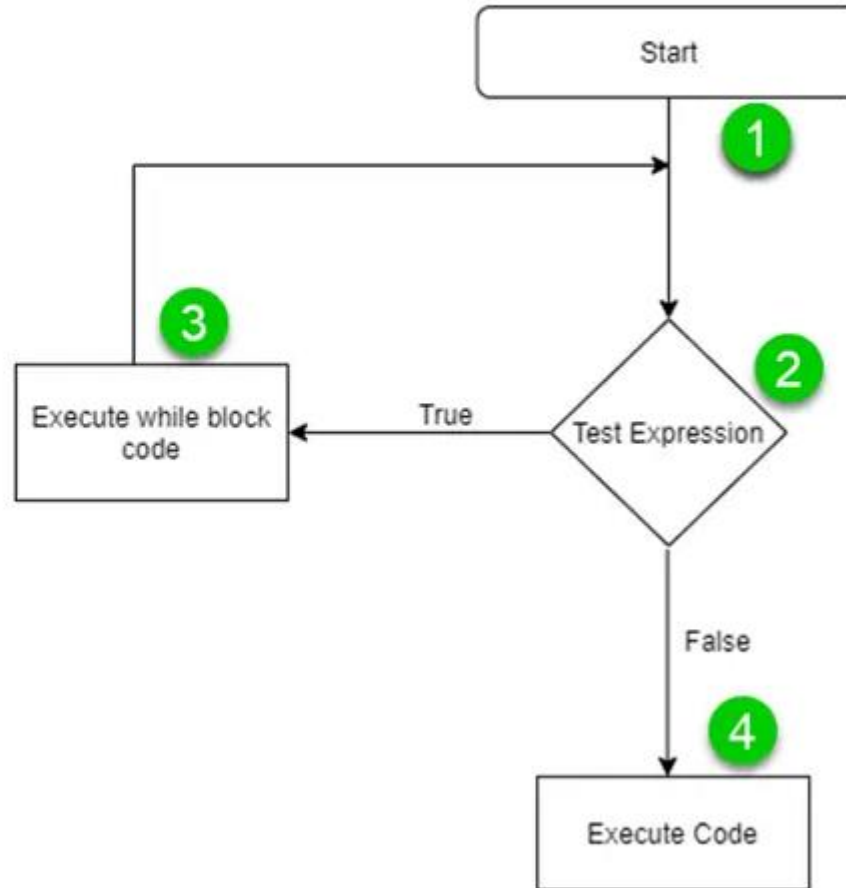 Start
1
3
2
Execute while block
code
True
Test Expression
False
4
Execute Code